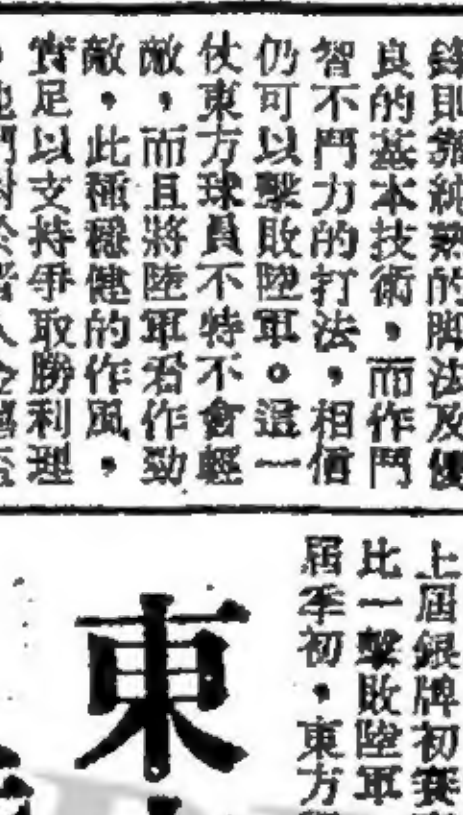 鋒則靠純熟的脚法及優
良的基本技術，而作鬥
智不鬥力的打法，相信
仍可以擊敗陸軍。這一
仗東方球員不特不會輕
敵，而且將陸軍看作勁
敵，此種穩健的作風，
實足以支持爭取勝利理
上屆銀牌初賽
比一擊敗陸軍
屆季初，東方
東